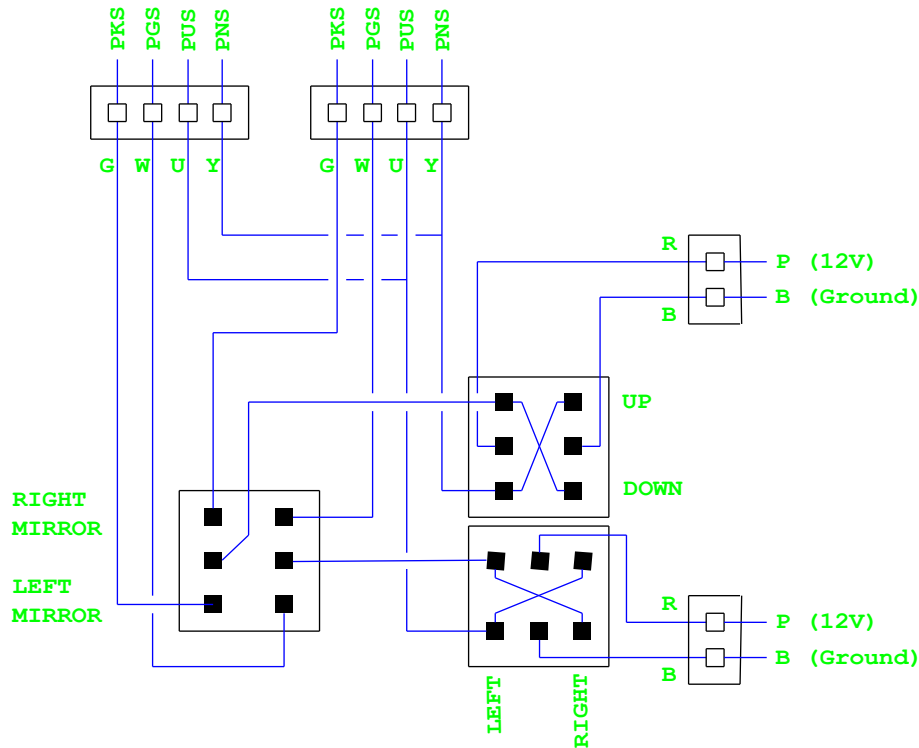 PKS PGS PUS PNS
PKS PGS PUS PNS
G W U Y
G W U Y
R
P (12V)
B (Ground)
B
UP
DOWN
RIGHT
MIRROR
LEFT
MIRROR
R
P (12V)
B (Ground)
B
LEFT
RIGHT